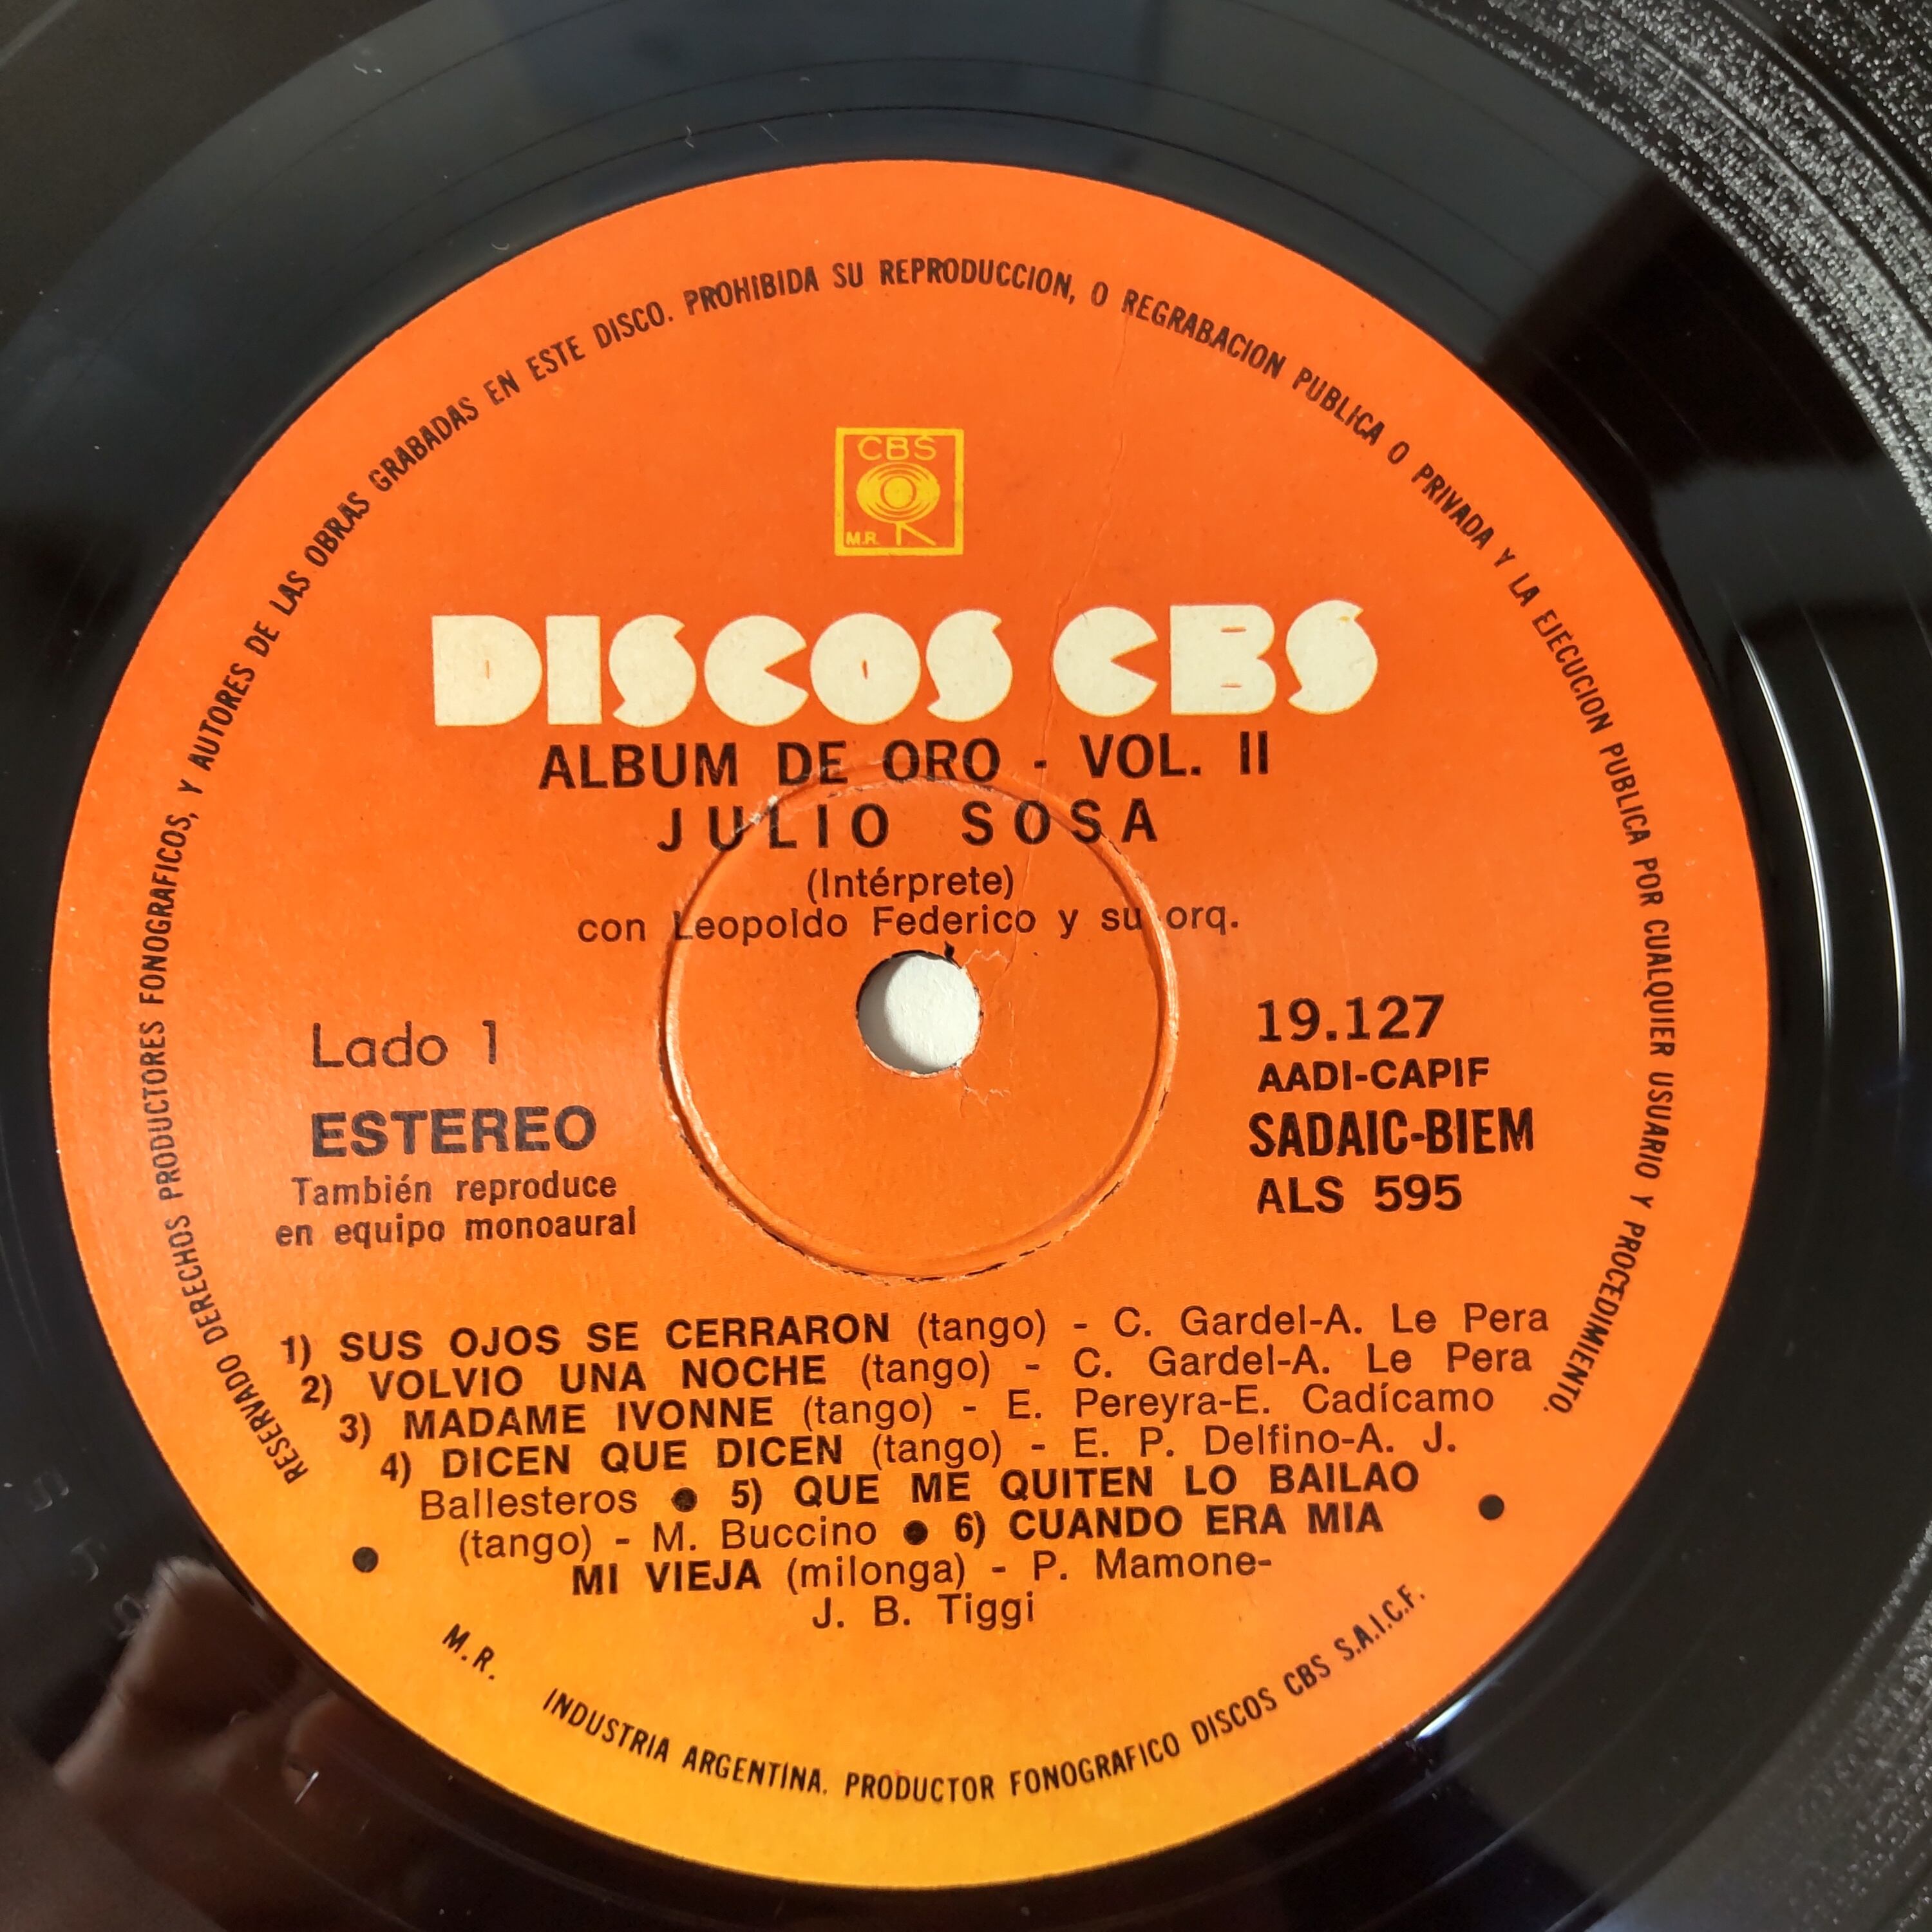 RESERVADO DERECHOS PRODUCTORES FONOGRAFICOS, Y AUTORES DE LAS OBRAS GRABADAS EN ESTE DISCO. PROHIBIDA SU REPRODUCCION, O REGRABACION PUBLICA O PRIVADA Y LA EJECUCION PUBLICA POR CUALQUIER USUARIO Y PROCEDIMIENTO.
CBS
M.R.
DISCOS CBS
ALBUM DE ORO - VOL. II
JULIO SOSA
(Intérprete)
con Leopoldo Federico y su orq.
Lado 1
ESTEREO
También reproduce
en equipo monoaural
19.127
AADI-CAPIF
SADAIC-BIEM
ALS 595
1) SUS OJOS SE CERRARON (tango) - C. Gardel-A. Le Pera
2) VOLVIO UNA NOCHE (tango) - C. Gardel-A. Le Pera
3) MADAME IVONNE (tango) - E. Pereyra-E. Cadícamo
4) DICEN QUE DICEN (tango) - E. P. Delfino-A. J.
Ballesteros ● 5) QUE ME QUITEN LO BAILAO
(tango) - M. Buccino ● 6) CUANDO ERA MIA
MI VIEJA (milonga) - P. Mamone-
J. B. Tiggi
M.R. INDUSTRIA ARGENTINA. PRODUCTOR FONOGRAFICO DISCOS CBS S.A.I.C.F.